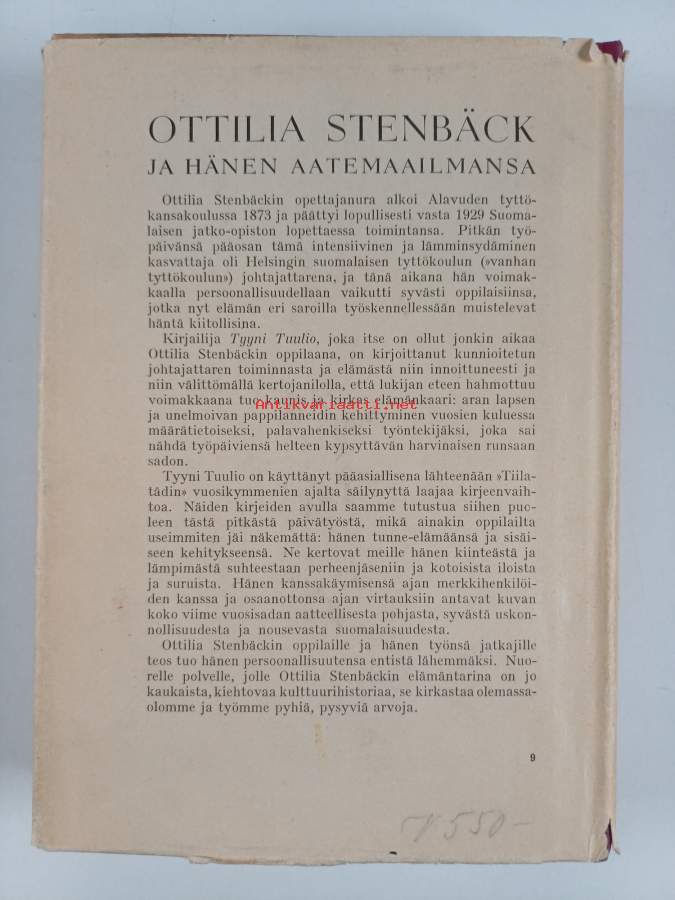 OTTILIA STENBÄCK
JA HÄNEN AATEMAAILMANSA
Ottilia Stenbäckin opettajanura alkoi Alavuden tyttö-
kansakoulussa 1873 ja päättyi lopullisesti vasta 1929 Suoma-
laisen jatko-opiston lopettaessa toimintansa. Pitkän työ-
päivänsä pääosan tämä intensiivinen ja lämminsydäminen
kasvattaja oli Helsingin suomalaisen tyttökoulun (»vanhan
tyttökoulun») johtajattarena, ja tänä aikana hän voimak-
kaalla persoonallisuudellaan vaikutti syvästi oppilaisiinsa,
jotka nyt elämän eri saroilla työskennellessään muistelevat
häntä kiitollisina.
Kirjailija Tyyni Tuulio, joka itse on ollut jonkin aikaa
Ottilia Stenbäckin oppilaana, on kirjoittanut kunnioitetun
johtajattaren toiminnasta ja elämästä niin innoittuneesti ja
niin välittömällä kertojanilolla, että lukijan eteen hahmottuu
voimakkaana tuo kaunis ja kirkas elämänkaari: aran lapsen
Antikvariaatti.net
ja unelmoivan pappilanneidin kehittyminen vuosien kuluessa
määrätietoiseksi, palavahenkiseksi työntekijäksi, joka sai
nähdä työpäiviensä helteen kypsyttävän harvinaisen runsaan
sadon.
Tyyni Tuulio on käyttänyt pääasiallisena lähteenään »Tiila-
tädin» vuosikymmenien ajalta säilynyttä laajaa kirjeenvaih-
toa. Näiden kirjeiden avulla saamme tutustua siihen puo-
leen tästä pitkästä päivätyöstä, mikä ainakin oppilailta
useimmiten jäi näkemättä: hänen tunne-elämäänsä ja sisäi-
seen kehitykseensä. Ne kertovat meille hänen kiinteästä ja
lämpimästä suhteestaan perheenjäseniin ja kotoisista iloista
ja suruista. Hänen kanssakäymisensä ajan merkkihenkilöi-
den kanssa ja osaanottonsa ajan virtauksiin antavat kuvan
koko viime vuosisadan aatteellisesta pohjasta, syvästä uskon-
nollisuudesta ja nousevasta suomalaisuudesta.
Ottilia Stenbäckin oppilaille ja hänen työnsä jatkajille
teos tuo hänen persoonallisuutensa entistä lähemmäksi. Nuo-
relle polvelle, jolle Ottilia Stenbäckin elämäntarina on jo
kaukaista, kiehtovaa kulttuurihistoriaa, se kirkastaa olemassa-
olomme ja työmme pyhiä, pysyviä arvoja.
9
550-